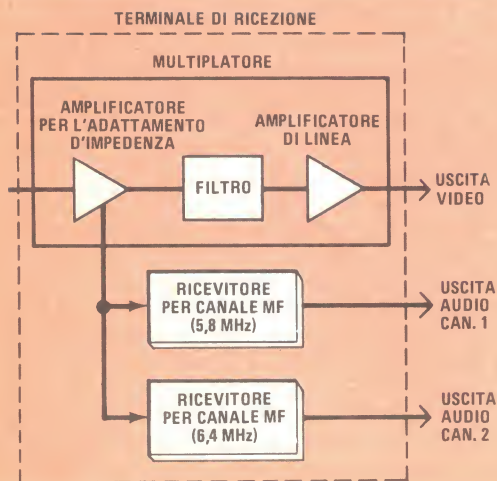 TERMINALE DI RICEZIONE
MULTIPLATORE
AMPLIFICATORE
PER L'ADATTAMENTO
D'IMPEDENZA
AMPLIFICATORE
DI LINEA
FILTRO
USCITA
VIDEO
RICEVITORE
PER CANALE MF
(5,8 MHz)
USCITA
AUDIO
CAN. 1
RICEVITORE
PER CANALE MF
(6,4 MHz)
USCITA
AUDIO
CAN. 2